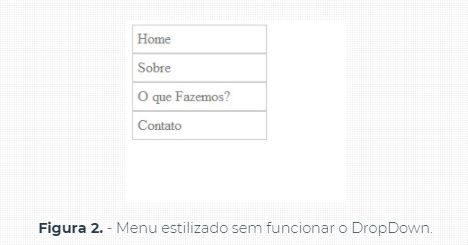 Home
Sobre
O que Fazemos?
Contato
Figura 2. - Menu estilizado sem funcionar o DropDown.